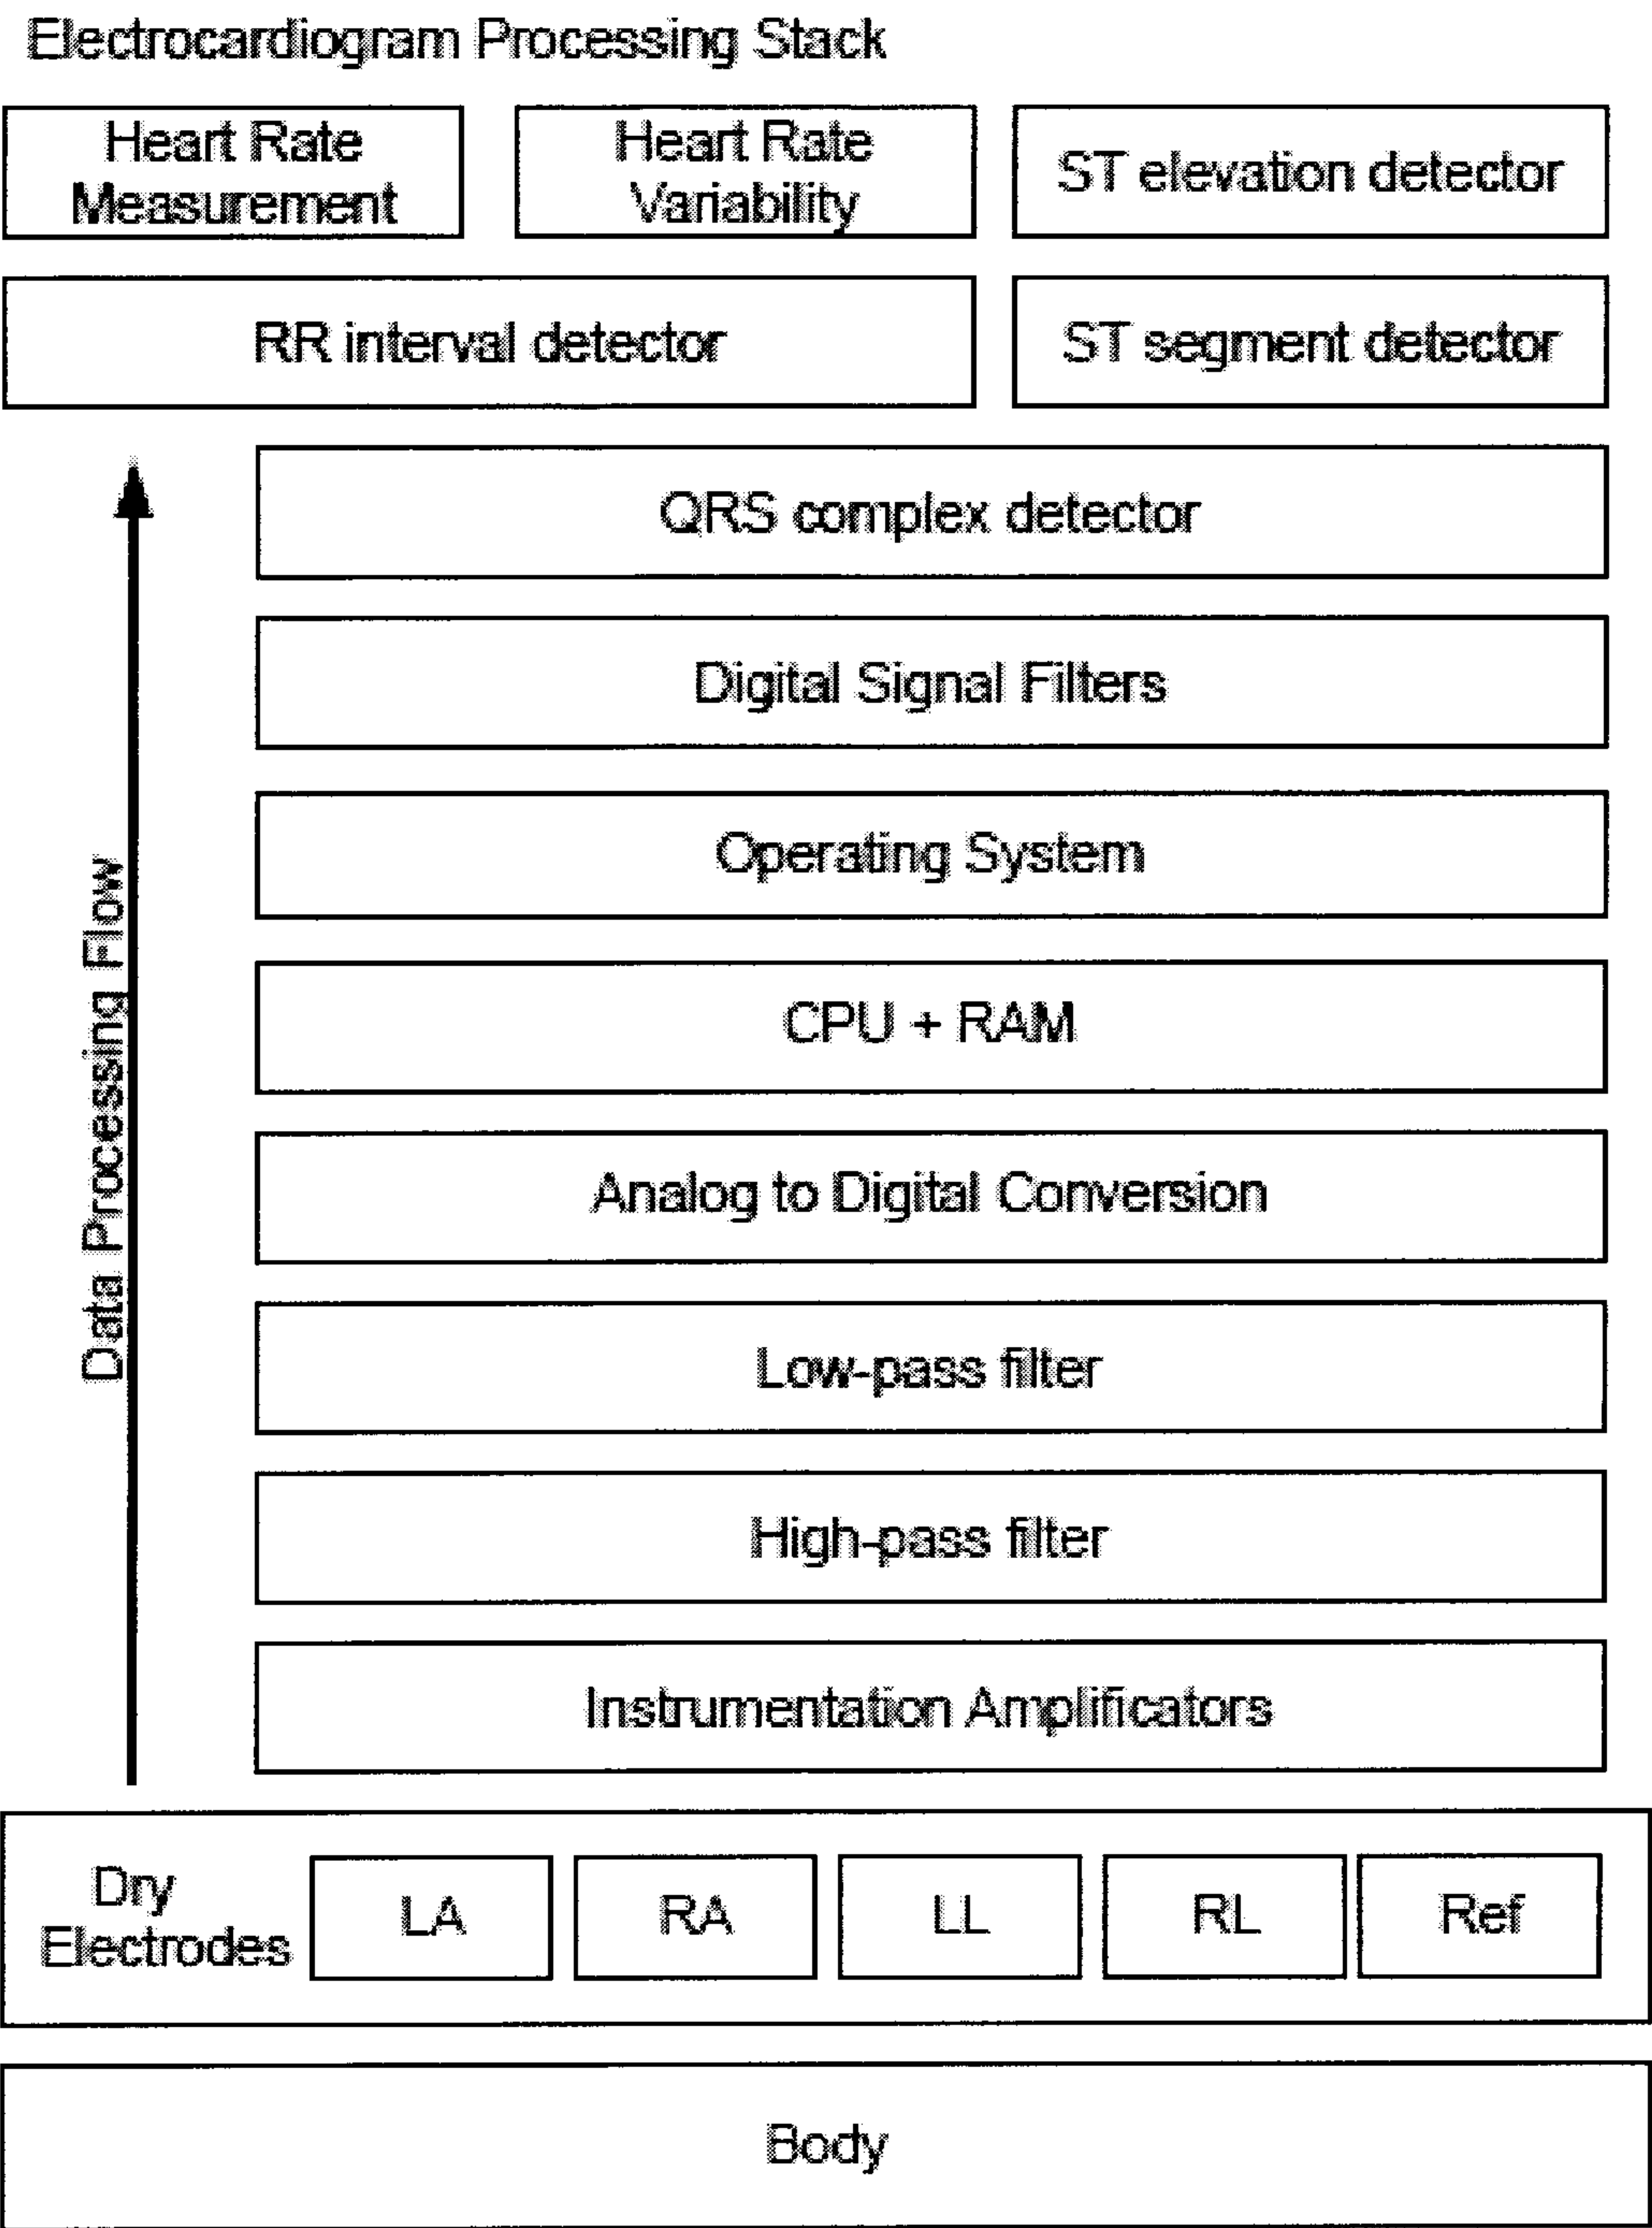 Electrocardiogram Processing Stack
Heart Rate
Measurement
Heart Rate
Variability
ST elevation detector
RR interval detector
ST segment detector
QRS complex detector
Digital Signal Filters
Operating System
CPU + RAM
Analog to Digital Conversion
Low-pass filter
High-pass filter
Instrumentation Amplificators
Data Processing Flow
Dry
Electrodes
LA
RA
LL
RL
Ref
Body